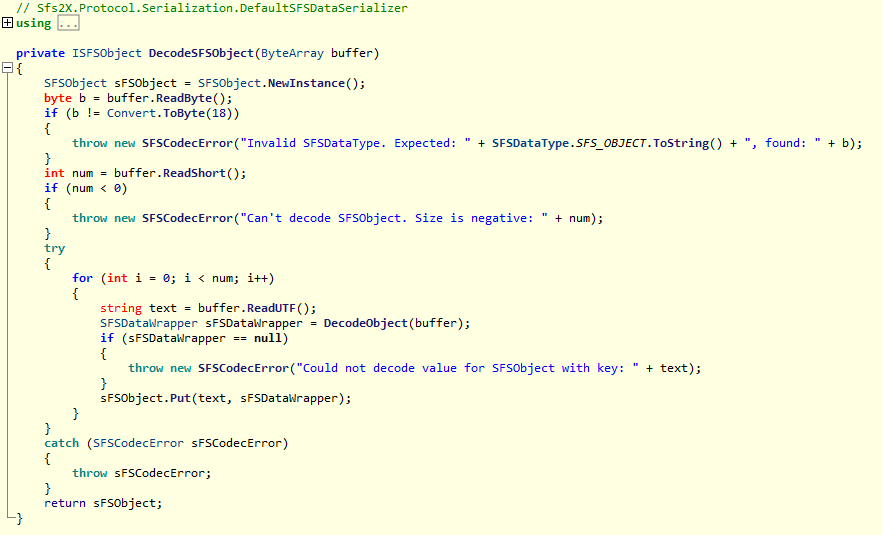 // Sfs2X.Protocol.Serialization.DefaultSFSDataSerializer
using ...
private ISFSObject DecodeSFSObject(ByteArray buffer)
{
SFSObject sFSObject = SFSObject.NewInstance();
byte b = buffer.ReadByte();
if (b != Convert.ToByte(18))
{
throw new SFSCodecError("Invalid SFSDataType. Expected: " + SFSDataType.SFS_OBJECT.ToString() + ", found: " + b);
}
int num = buffer.ReadShort();
if (num < 0)
{
throw new SFSCodecError("Can't decode SFSObject. Size is negative: " + num);
}
try
{
for (int i = 0; i < num; i++)
{
string text = buffer.ReadUTF();
SFSDataWrapper sFSDataWrapper = DecodeObject(buffer);
if (sFSDataWrapper == null)
{
throw new SFSCodecError("Could not decode value for SFSObject with key: " + text);
}
sFSObject.Put(text, sFSDataWrapper);
}
}
catch (SFSCodecError sFSCodecError)
{
throw sFSCodecError;
}
return sFSObject;
}